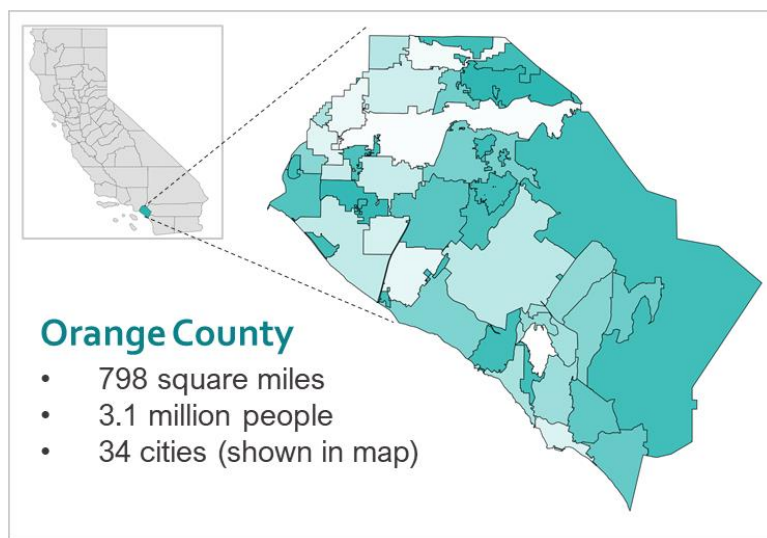 Orange County
• 798 square miles
• 3.1 million people
• 34 cities (shown in map)